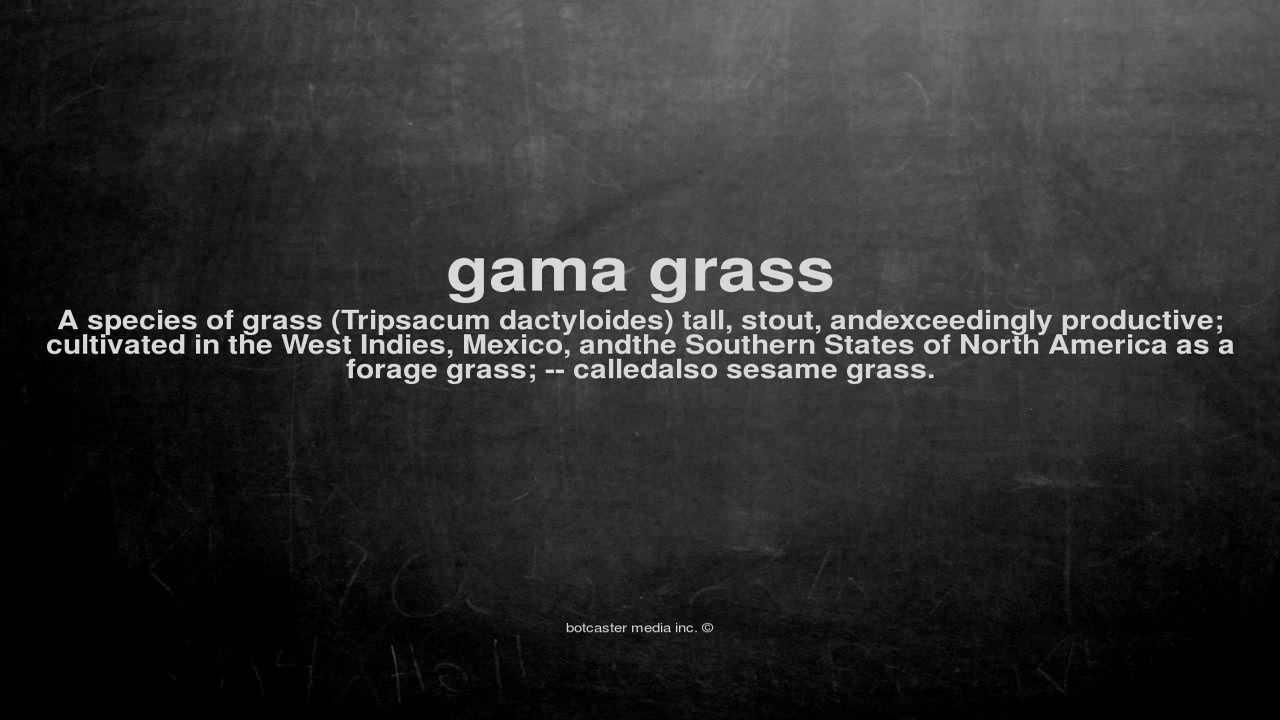 gama grass
A species of grass (Tripsacum dactyloides) tall, stout, andexceedingly productive;
cultivated in the West Indies, Mexico, andthe Southern States of North America as a
forage grass; -- calledalso sesame grass.
botcaster media inc. ©